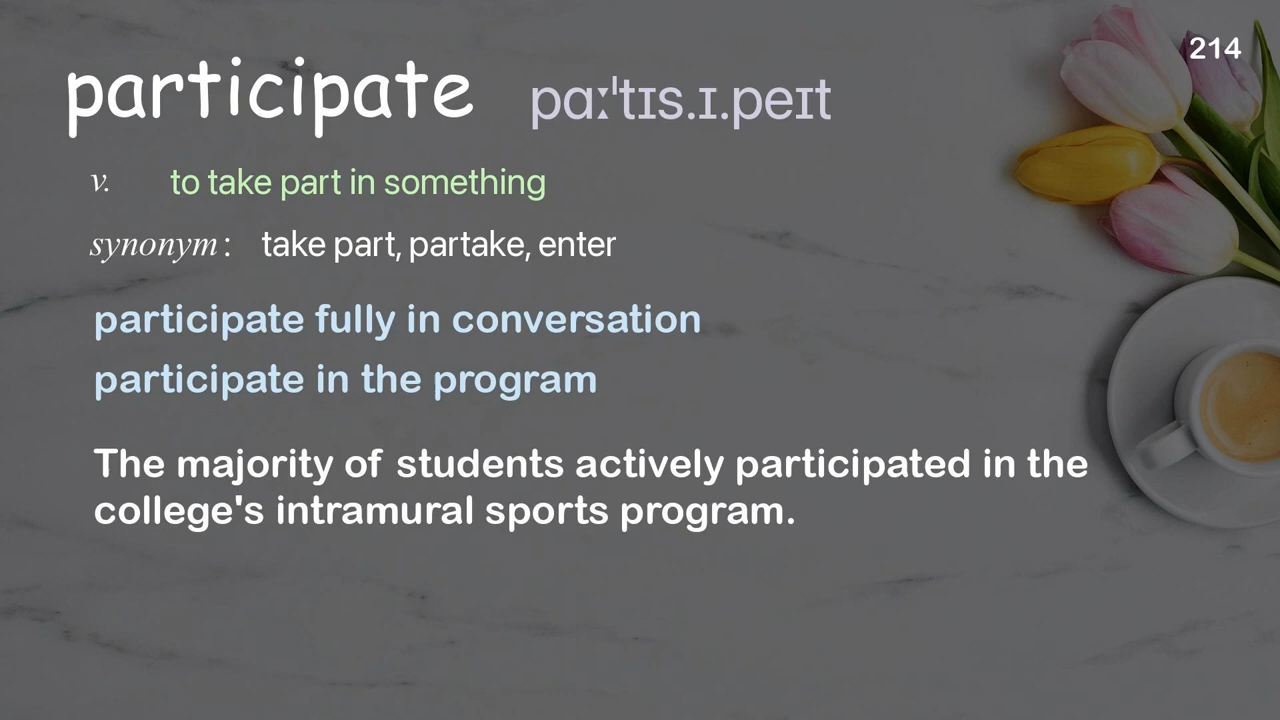 214
participate pɑːˈtɪs.ɪ.peɪt
v. to take part in something
synonym: take part, partake, enter
participate fully in conversation
participate in the program
The majority of students actively participated in the
college's intramural sports program.